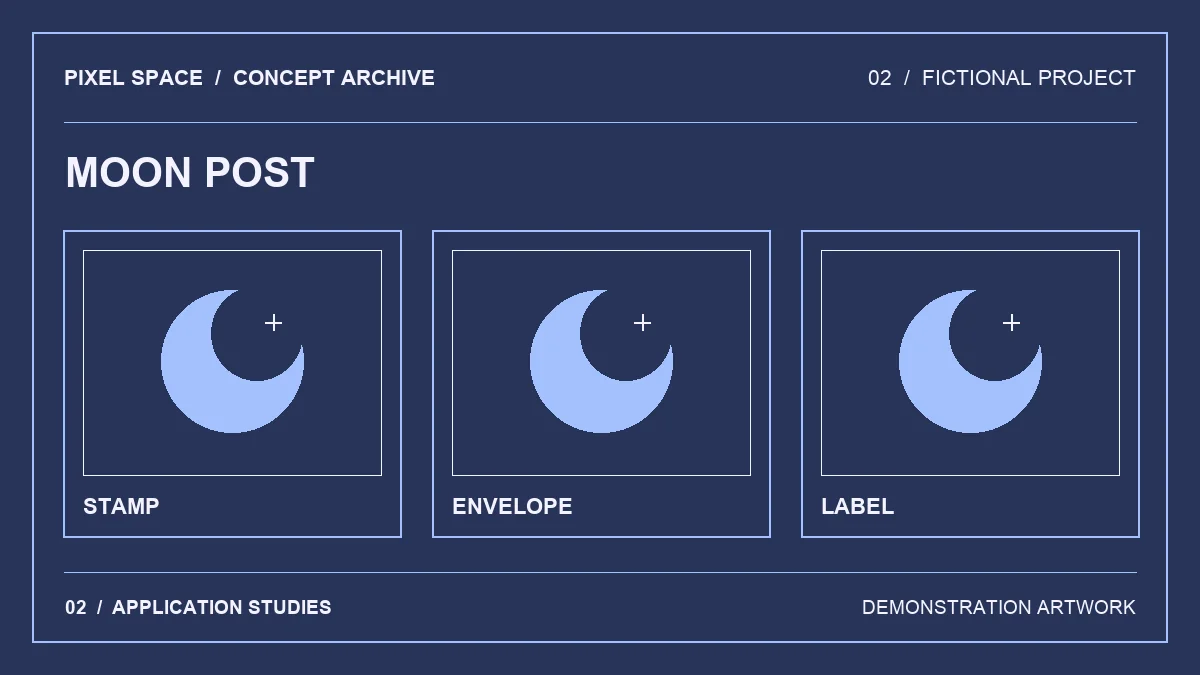 PIXEL SPACE / CONCEPT ARCHIVE
02 / FICTIONAL PROJECT
MOON POST
STAMP
ENVELOPE
LABEL
02 / APPLICATION STUDIES
DEMONSTRATION ARTWORK